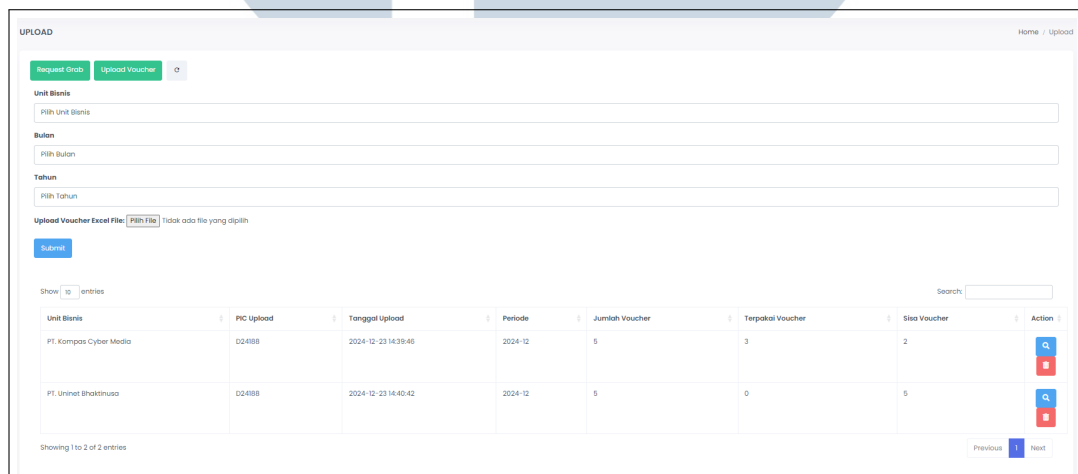 UPLOAD Home / Upload
Request Grab Upload Voucher
Unit Bisnis
Pilih Unit Bisnis
Bulan
Pilih Bulan
Tahun
Pilih Tahun
Upload Voucher Excel File: Pilih File Tidak ada file yang dipilih
Submit
Show 10 entries Search:
Unit Bisnis PIC Upload Tanggal Upload Periode Jumlah Voucher Terpakai Voucher Sisa Voucher Action
PT. Kompas Cyber Media D24188 2024-12-23 14:39:46 2024-12 5 3 2
PT. Uninet Bhaktinusa D24188 2024-12-23 14:40:42 2024-12 5 0 5
Showing 1 to 2 of 2 entries Previous 1 Next